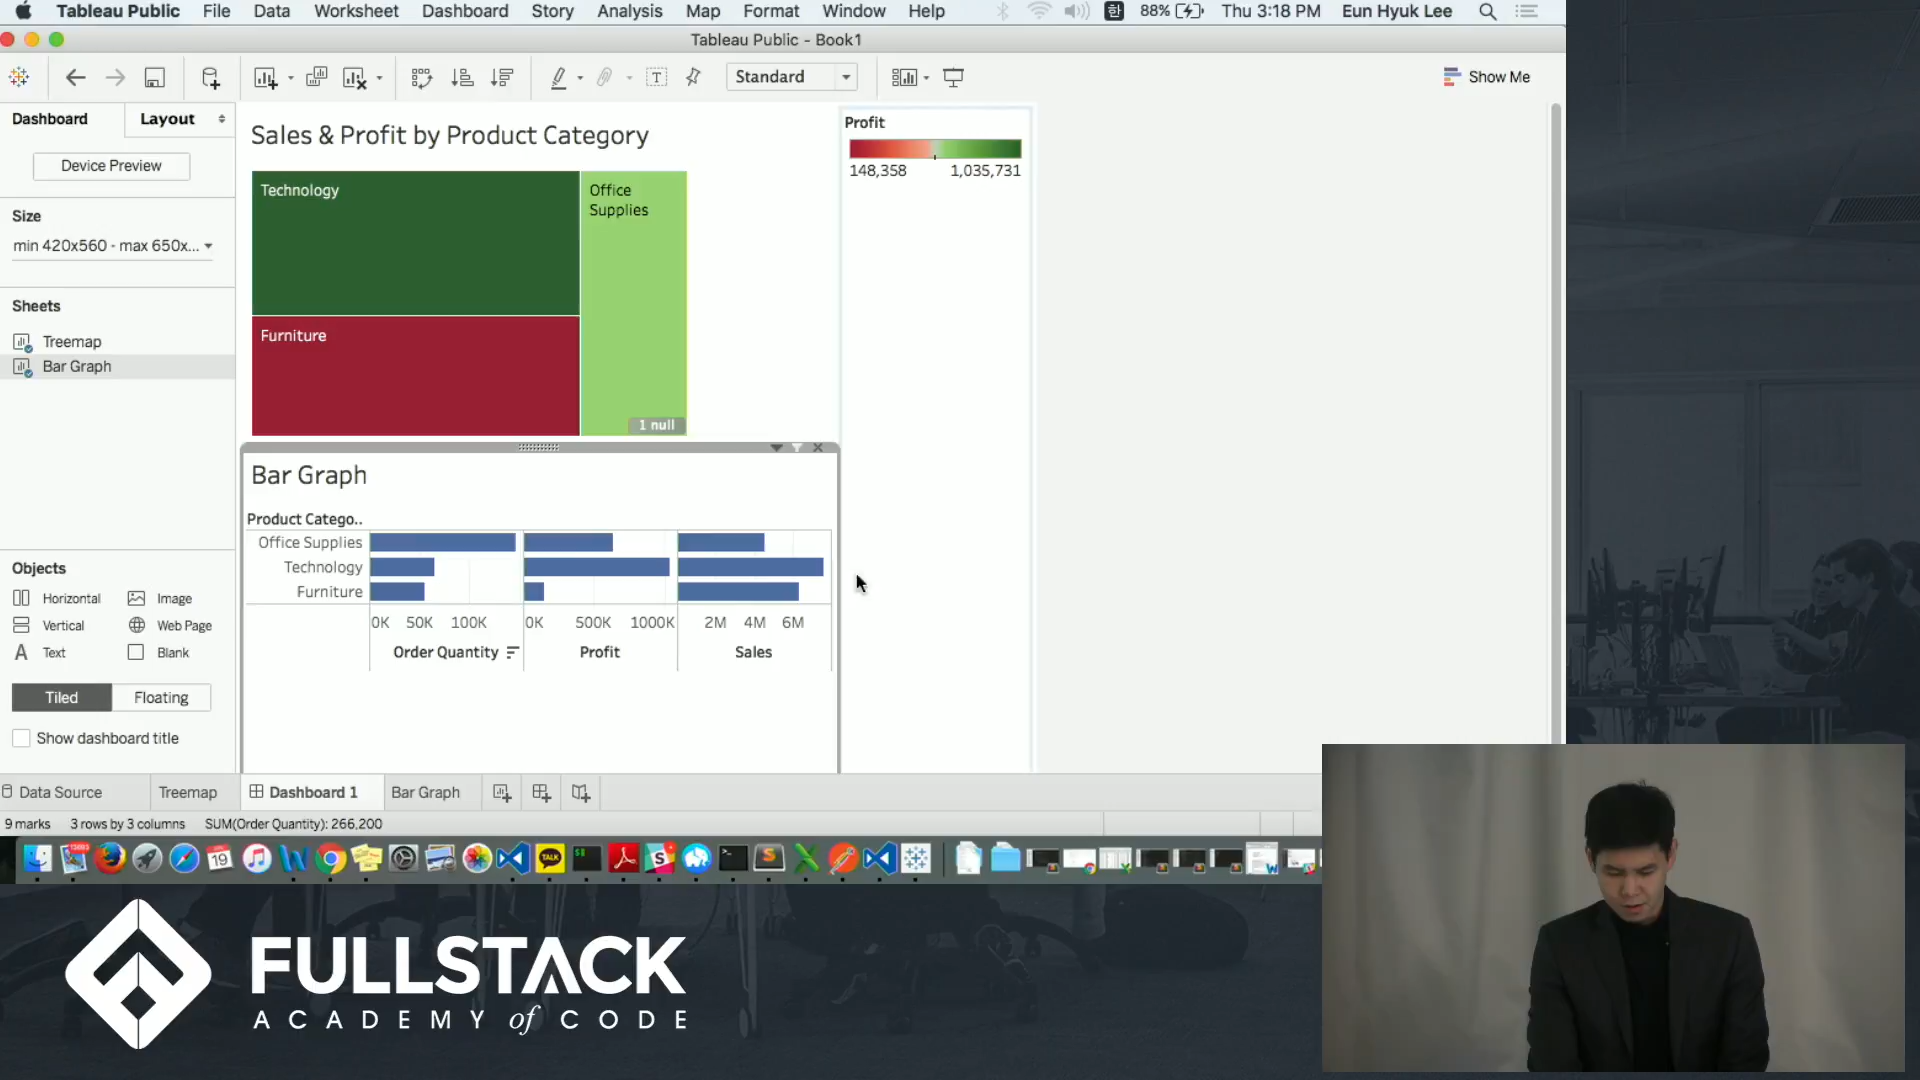 Tableau Public File Data Worksheet Dashboard Story Analysis Map Format Window Help 한 88% Thu 3:18 PM Eun Hyuk Lee
Tableau Public - Book1
Standard
Show Me
Dashboard Layout
Device Preview
Size
min 420x560 - max 650x...
Sheets
Treemap
Bar Graph
Objects
Horizontal Image
Vertical Web Page
A Text Blank
Tiled Floating
Show dashboard title
Sales & Profit by Product Category
Technology
Office
Supplies
Furniture
1 null
Profit
148,358 1,035,731
Bar Graph
Product Catego..
Office Supplies
Technology
Furniture
0K 50K 100K 0K 500K 1000K 2M 4M 6M
Order Quantity Profit Sales
Data Source Treemap Dashboard 1 Bar Graph
9 marks 3 rows by 3 columns SUM(Order Quantity): 266,200
19
TALK
FULLSTACK
ACADEMY of CODE